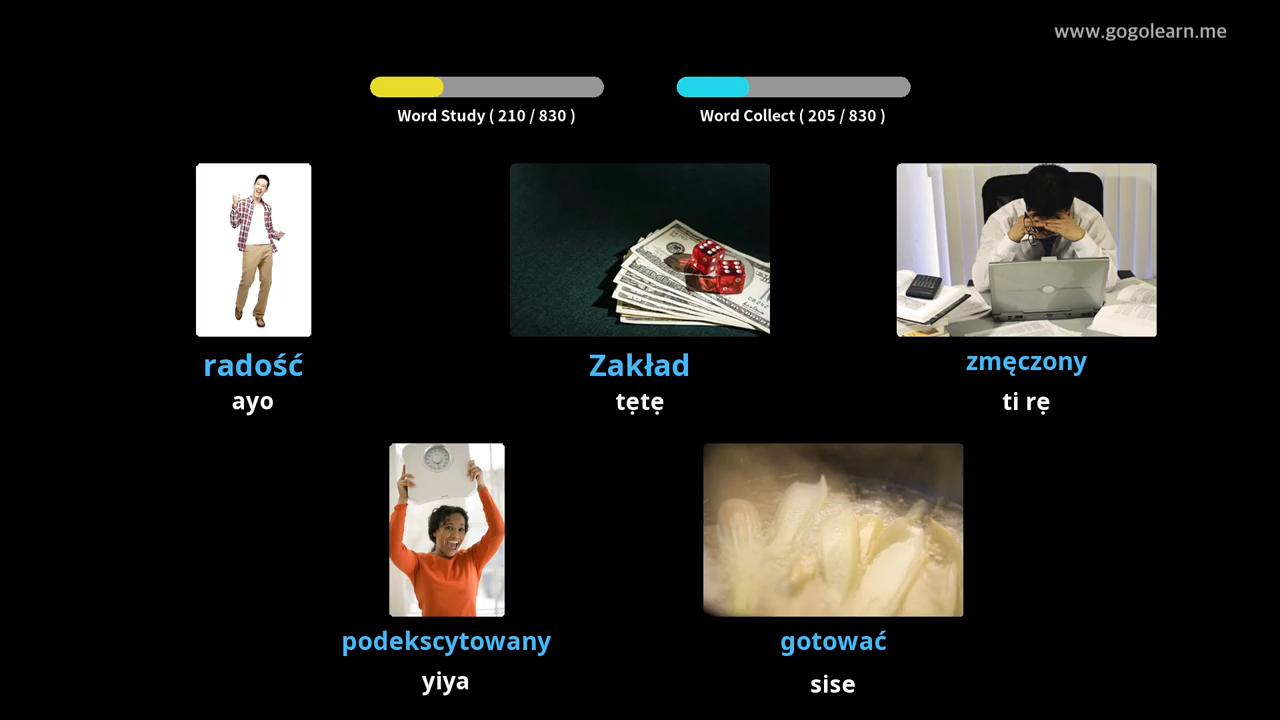 www.gogolearn.me
Word Study ( 210 / 830 )
Word Collect ( 205 / 830 )
radość
Zakład
zmęczony
ayo
tẹtẹ
ti rẹ
podekscytowany
gotować
yiya
sise